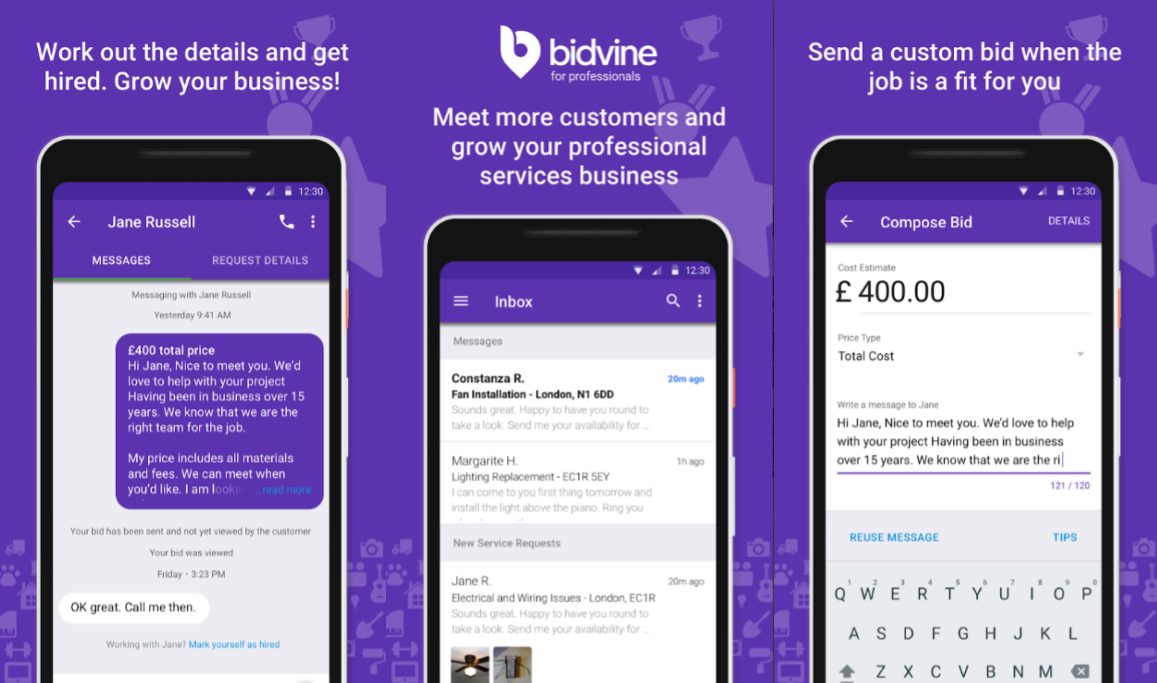 Work out the details and get
hired. Grow your business!
12:30
Jane Russell
MESSAGES
REQUEST DETAILS
Messaging with Jane Russell
Yesterday 9:41 AM
£400 total price
Hi Jane, Nice to meet you. We'd
love to help with your project
Having been in business over 15
years. We know that we are the
right team for the job.
My price includes all materials
and fees. We can meet when
you'd like. I am lookin ...read more
Your bid has been sent and not yet viewed by the customer
Your bid was viewed
Friday • 3:23 PM
OK great. Call me then.
Working with Jane? Mark yourself as hired
bidvine
for professionals
Meet more customers and
grow your professional
services business
12:30
Inbox
Messages
Constanza R. 20m ago
Fan Installation - London, N1 6DD
Sounds great. Happy to have you round to
take a look. Send me your availability for ...
Margarite H. 1h ago
Lighting Replacement - EC1R 5EY
I can come to you first thing tomorrow and
install the light above the piano. Ring you
New Service Requests
Jane R. 20m ago
Electrical and Wiring Issues - London, EC1R
Sounds great. Happy to have you round to
take a look. Send me your availability for ...
Send a custom bid when the
job is a fit for you
12:30
Compose Bid DETAILS
Cost Estimate
£ 400.00
Price Type
Total Cost
Write a message to Jane
Hi Jane, Nice to meet you. We'd love to help
with your project Having been in business
over 15 years. We know that we are the ri
121 / 120
REUSE MESSAGE TIPS
1 2 3 4 5 6 7 8 9 0
Q W E R T Y U I O P
A S D F G H J K L
Z X C V B N M